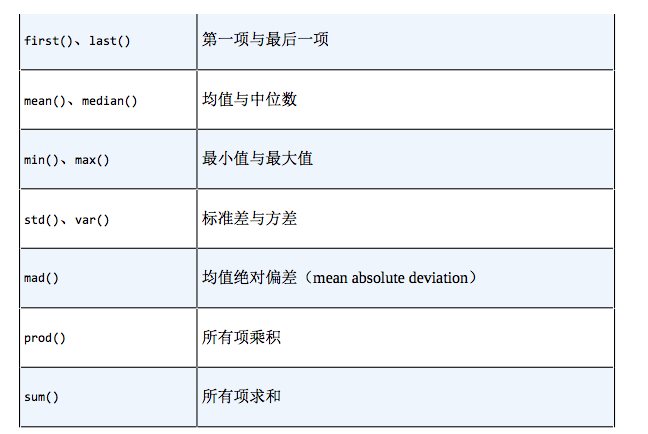 first()、last() 第一项与最后一项
mean()、median() 均值与中位数
min()、max() 最小值与最大值
std()、var() 标准差与方差
mad() 均值绝对偏差（mean absolute deviation）
prod() 所有项乘积
sum() 所有项求和